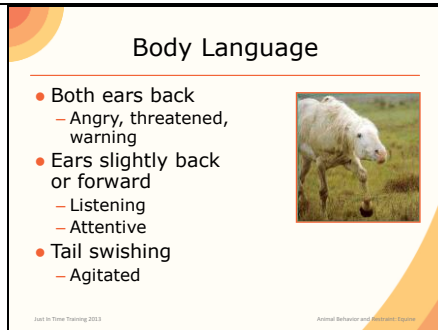 Body Language
• Both ears back
– Angry, threatened,
warning
• Ears slightly back
or forward
– Listening
– Attentive
• Tail swishing
– Agitated
Just In Time Training 2013
Animal Behavior and Restraint: Equine